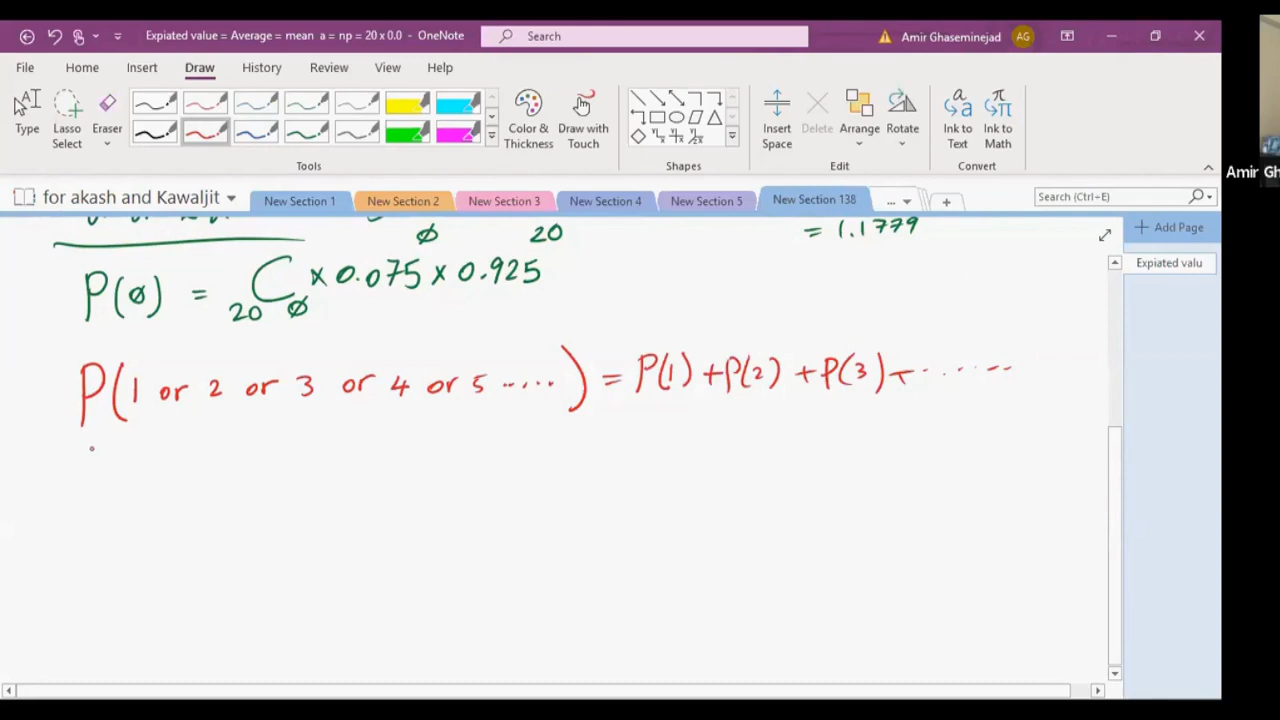 Expiated value = Average = mean a = np = 20 x 0.0 - OneNote
Search
Amir Ghaseminejad AG
File Home Insert Draw History Review View Help
Type Lasso Select Eraser
Color & Thickness Draw with Touch
Insert Space Delete Arrange Rotate
Ink to Text Ink to Math
Tools Shapes Edit Convert
for akash and Kawaljit New Section 1 New Section 2 New Section 3 New Section 4 New Section 5 New Section 138 ... + Search (Ctrl+E)
Amir Gh
+ Add Page
Expiated valu
ø 20 = 1.1779
P(ø) = 20 C ø × 0.075 × 0.925
P(1 or 2 or 3 or 4 or 5 .....) = P(1) + P(2) + P(3) + .......